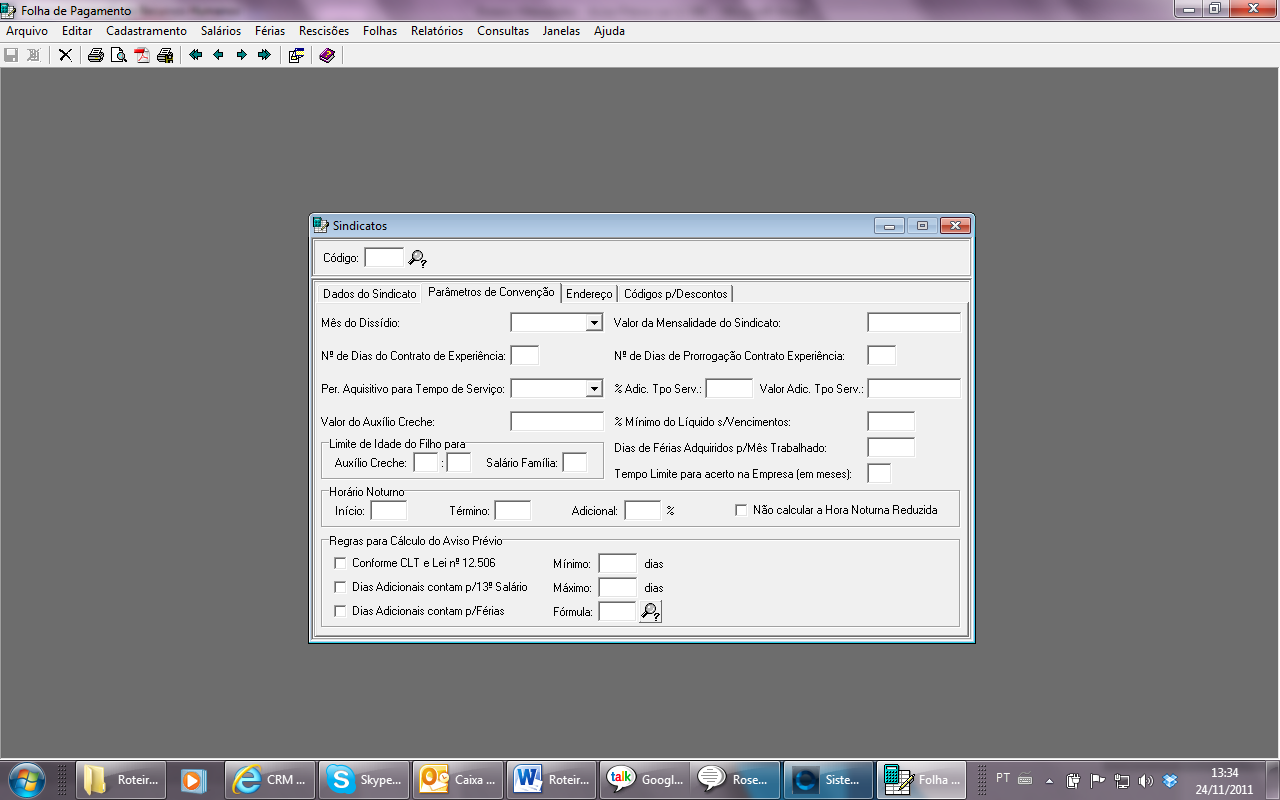 Folha de Pagamento
Arquivo Editar Cadastramento Salários Férias Rescisões Folhas Relatórios Consultas Janelas Ajuda
Sindicatos
Código:
Dados do Sindicato Parâmetros de Convenção Endereço Códigos p/Descontos
Mês do Dissídio: Valor da Mensalidade do Sindicato:
Nº de Dias do Contrato de Experiência: Nº de Dias de Prorrogação Contrato Experiência:
Per. Aquisitivo para Tempo de Serviço: % Adic. Tpo Serv.: Valor Adic. Tpo Serv.:
Valor do Auxílio Creche: % Mínimo do Líquido s/Vencimentos:
Limite de Idade do Filho para
Dias de Férias Adquiridos p/Mês Trabalhado:
Auxílio Creche: : Salário Família:
Tempo Limite para acerto na Empresa (em meses):
Horário Noturno
Início: Término: Adicional: % Não calcular a Hora Noturna Reduzida
Regras para Cálculo do Aviso Prévio
Conforme CLT e Lei nº 12.506 Mínimo: dias
Dias Adicionais contam p/13º Salário Máximo: dias
Dias Adicionais contam p/Férias Fórmula:
Roteir... CRM ... Skype... Caixa ... Roteir... talk Googl... Rose... Siste... Folha ... PT 13:34
24/11/2011